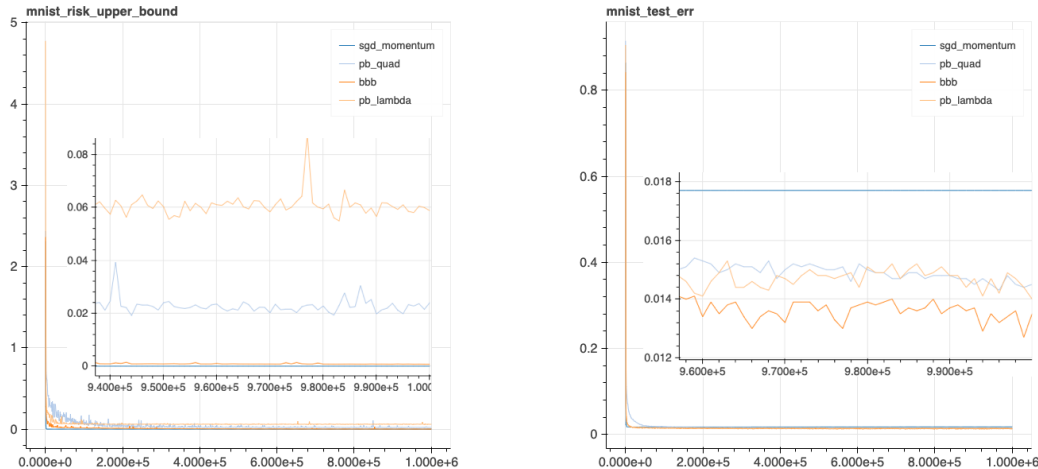 mnist_risk_upper_bound
5
4
3
2
1
0
sgd_momentum
pb_quad
bbb
pb_lambda
0.08
0.06
0.04
0.02
0
9.400e+5 9.500e+5 9.600e+5 9.700e+5 9.800e+5 9.900e+5 1.000
0.000e+0 2.000e+5 4.000e+5 6.000e+5 8.000e+5 1.000e+6
mnist_test_err
0.8
0.6
0.4
0.2
0
sgd_momentum
pb_quad
bbb
pb_lambda
0.018
0.016
0.014
0.012
9.600e+5 9.700e+5 9.800e+5 9.900e+5
0.000e+0 2.000e+5 4.000e+5 6.000e+5 8.000e+5 1.000e+6